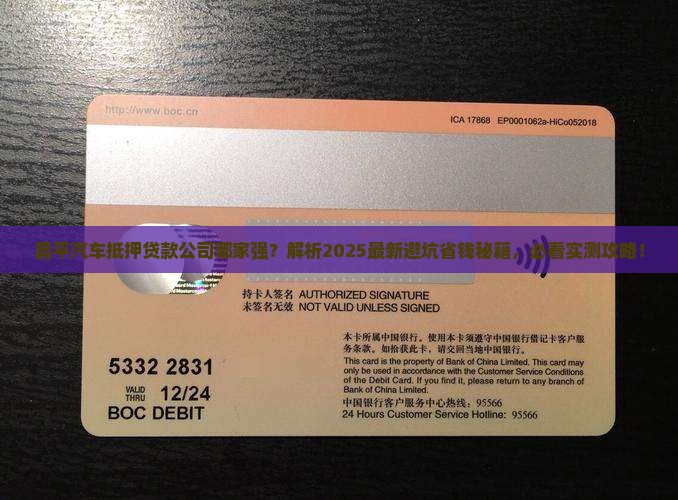 http://www.boc.cn
ICA 17868 EP0001062a-HiCo052018
昌平汽车抵押贷款公司哪家强？解析2025最新避坑省钱秘籍，必看实测攻略！
持卡人签名 AUTHORIZED SIGNATURE
未签名无效 NOT VALID UNLESS SIGNED
本卡所属中国银行。使用本卡须遵守中国银行借记卡客户服
务条款。如拾获此卡，请交回当地中国银行。
This card is the property of Bank of China Limited. This card may
only be used in accordance with the Customer Service Conditions
of the Debit Card. If you find it, please return to any branch of
Bank of China Limited.
中国银行客户服务中心热线：95566
24 Hours Customer Service Hotline: 95566
5332 2831
VALID
THRU 12/24
BOC DEBIT